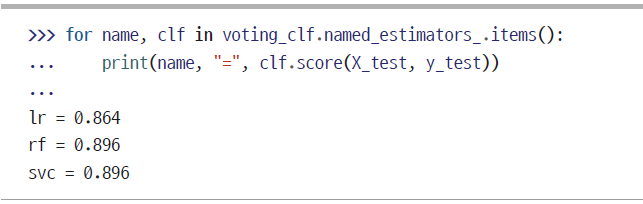 >>> for name, clf in voting_clf.named_estimators_.items():
...     print(name, "=", clf.score(X_test, y_test))
...
lr = 0.864
rf = 0.896
svc = 0.896